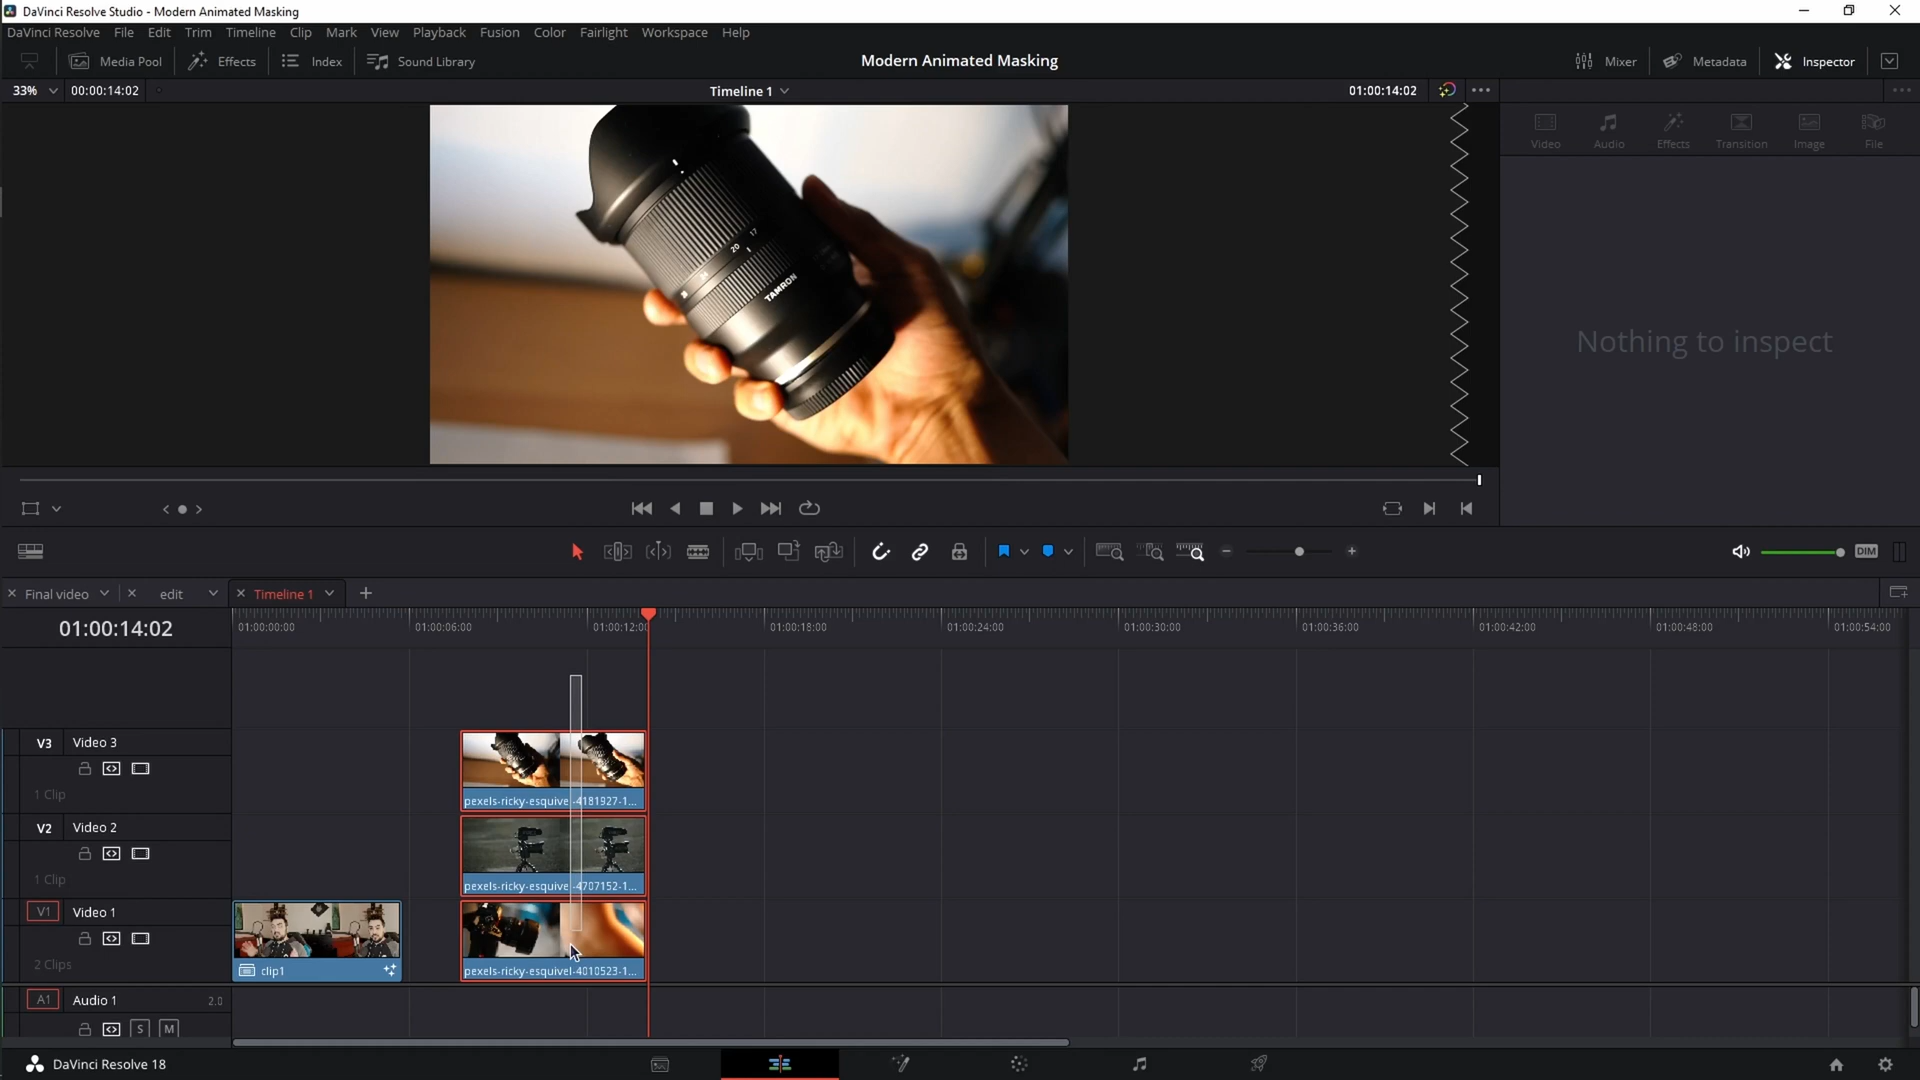 DaVinci Resolve Studio - Modern Animated Masking
DaVinci Resolve File Edit Trim Timeline Clip Mark View Playback Fusion Color Fairlight Workspace Help
Media Pool Effects Index Sound Library Modern Animated Masking Mixer Metadata Inspector
33% 00:00:14:02 Timeline 1 01:00:14:02
Video Audio Effects Transition Image File
20 17
TAMRON
Nothing to inspect
DIM
Final video edit Timeline 1
01:00:14:02
01:00:00:00 01:00:06:00 01:00:12:00 01:00:18:00 01:00:24:00 01:00:30:00 01:00:36:00 01:00:42:00 01:00:48:00 01:00:54:00
V3 Video 3
1 Clip
pexels-ricky-esquivel-4181927-1...
V2 Video 2
1 Clip
pexels-ricky-esquivel-4707152-1...
V1 Video 1
2 Clips
clip1
pexels-ricky-esquivel-4010523-1...
A1 Audio 1 2.0
S M
DaVinci Resolve 18